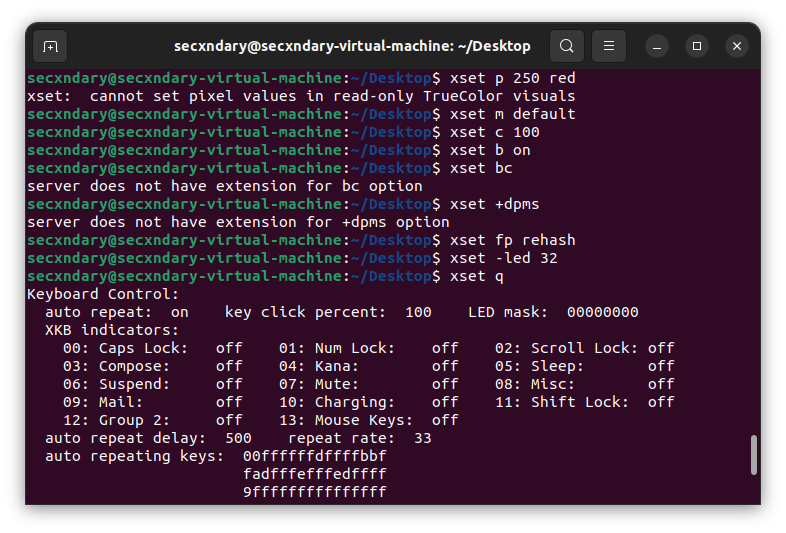 secxndary@secxndary-virtual-machine: ~/Desktop
secxndary@secxndary-virtual-machine:~/Desktop$ xset p 250 red
xset:  cannot set pixel values in read-only TrueColor visuals
secxndary@secxndary-virtual-machine:~/Desktop$ xset m default
secxndary@secxndary-virtual-machine:~/Desktop$ xset c 100
secxndary@secxndary-virtual-machine:~/Desktop$ xset b on
secxndary@secxndary-virtual-machine:~/Desktop$ xset bc
server does not have extension for bc option
secxndary@secxndary-virtual-machine:~/Desktop$ xset +dpms
server does not have extension for +dpms option
secxndary@secxndary-virtual-machine:~/Desktop$ xset fp rehash
secxndary@secxndary-virtual-machine:~/Desktop$ xset -led 32
secxndary@secxndary-virtual-machine:~/Desktop$ xset q
Keyboard Control:
  auto repeat:  on    key click percent:  100    LED mask:  00000000
  XKB indicators:
    00: Caps Lock:   off    01: Num Lock:    off    02: Scroll Lock: off
    03: Compose:     off    04: Kana:        off    05: Sleep:       off
    06: Suspend:     off    07: Mute:        off    08: Misc:        off
    09: Mail:        off    10: Charging:    off    11: Shift Lock:  off
    12: Group 2:     off    13: Mouse Keys:  off
  auto repeat delay:  500    repeat rate:  33
  auto repeating keys:  00ffffffdffffbbf
                        fadfffefffedffff
                        9fffffffffffffff